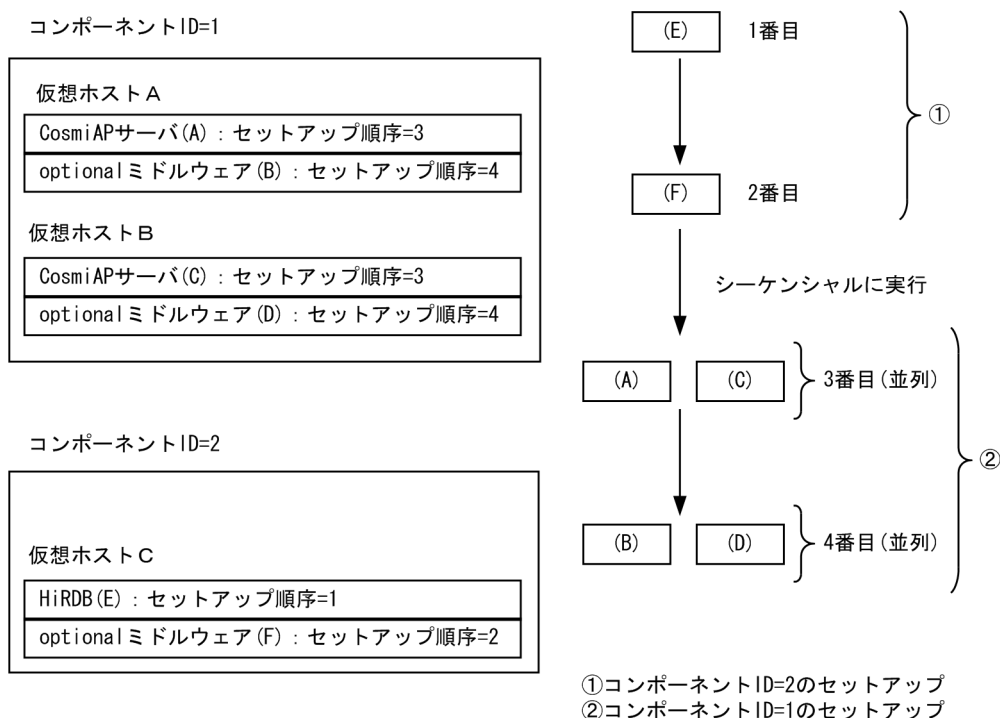 コンポーネントID=1
仮想ホストA
CosmiAPサーバ(A)：セットアップ順序=3
optionalミドルウェア(B)：セットアップ順序=4
仮想ホストB
CosmiAPサーバ(C)：セットアップ順序=3
optionalミドルウェア(D)：セットアップ順序=4
コンポーネントID=2
仮想ホストC
HiRDB(E)：セットアップ順序=1
optionalミドルウェア(F)：セットアップ順序=2
(E) 1番目
①
(F) 2番目
シーケンシャルに実行
(A) (C) 3番目(並列)
②
(B) (D) 4番目(並列)
①コンポーネントID=2のセットアップ
②コンポーネントID=1のセットアップ